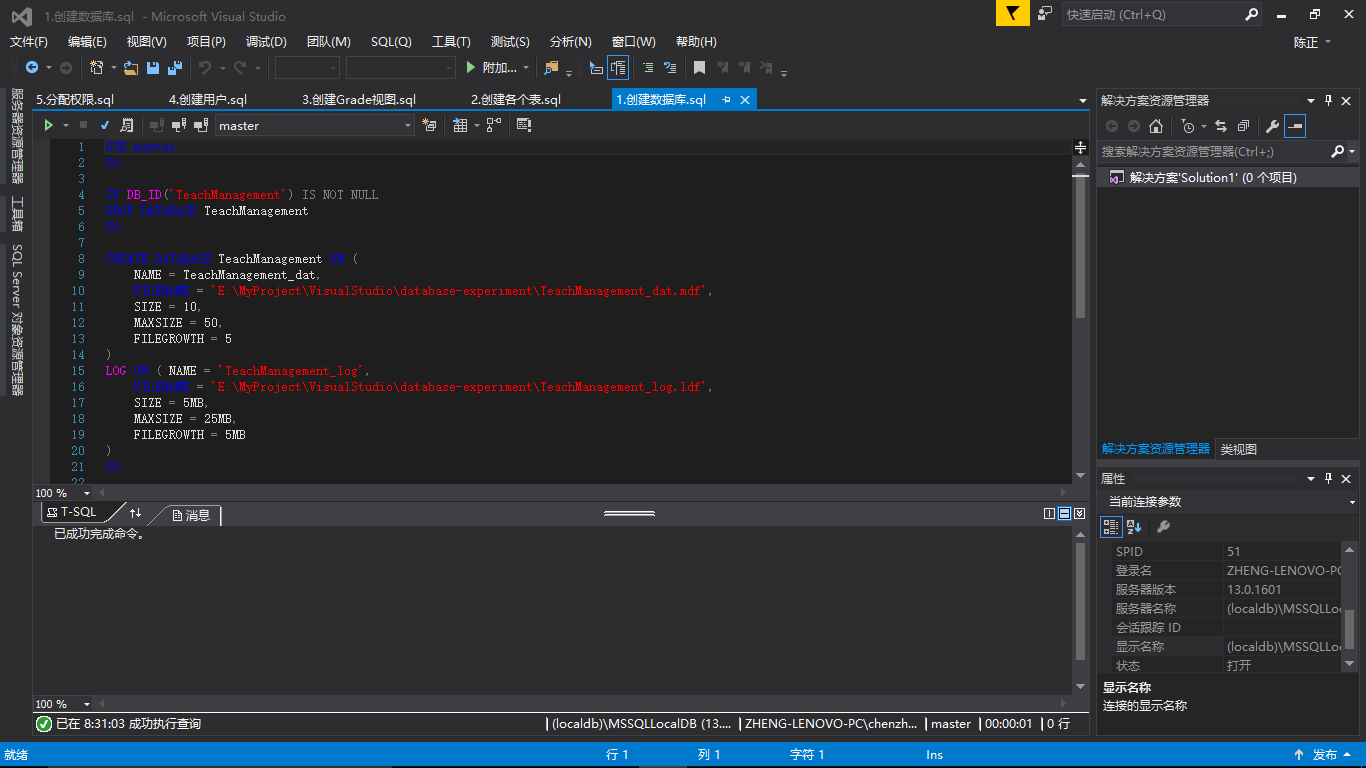 1.创建数据库.sql - Microsoft Visual Studio
快速启动 (Ctrl+Q)
文件(F) 编辑(E) 视图(V) 项目(P) 调试(D) 团队(M) SQL(Q) 工具(T) 测试(S) 分析(N) 窗口(W) 帮助(H)
陈正
附加...
服务器资源管理器
工具箱
SQL Server 对象资源管理器
5.分配权限.sql 4.创建用户.sql 3.创建Grade视图.sql 2.创建各个表.sql 1.创建数据库.sql
master
1 USE master
2 GO
3
4 IF DB_ID('TeachManagement') IS NOT NULL
5 DROP DATABASE TeachManagement
6 GO
7
8 CREATE DATABASE TeachManagement ON (
9 NAME = TeachManagement_dat,
10 FILENAME = 'E:\MyProject\VisualStudio\database-experiment\TeachManagement_dat.mdf',
11 SIZE = 10,
12 MAXSIZE = 50,
13 FILEGROWTH = 5
14 )
15 LOG ON ( NAME = 'TeachManagement_log',
16 FILENAME = 'E:\MyProject\VisualStudio\database-experiment\TeachManagement_log.ldf',
17 SIZE = 5MB,
18 MAXSIZE = 25MB,
19 FILEGROWTH = 5MB
20 )
21 GO
22
100 %
T-SQL 消息
已成功完成命令。
100 %
已在 8:31:03 成功执行查询 (localdb)\MSSQLLocalDB (13.... ZHENG-LENOVO-PC\chenzh... master 00:00:01 0 行
解决方案资源管理器
搜索解决方案资源管理器(Ctrl+;)
解决方案'Solution1' (0 个项目)
解决方案资源管理器 类视图
属性
当前连接参数
SPID 51
登录名 ZHENG-LENOVO-PC
服务器版本 13.0.1601
服务器名称 (localdb)\MSSQLLoc
会话跟踪 ID
显示名称 (localdb)\MSSQLLoc
状态 打开
显示名称
连接的显示名称
就绪 行 1 列 1 字符 1 Ins 发布